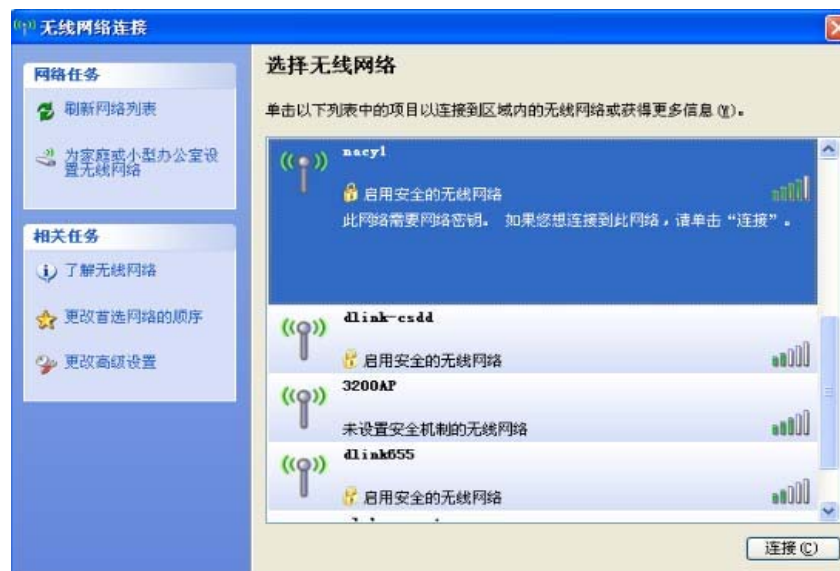 无线网络连接
网络任务
刷新网络列表
为家庭或小型办公室设
置无线网络
相关任务
了解无线网络
更改首选网络的顺序
更改高级设置
选择无线网络
单击以下列表中的项目以连接到区域内的无线网络或获得更多信息(W)。
nacy1
启用安全的无线网络
此网络需要网络密钥。 如果您想连接到此网络，请单击“连接”。
dlink-csdd
启用安全的无线网络
3200AP
未设置安全机制的无线网络
dlink655
启用安全的无线网络
连接(C)